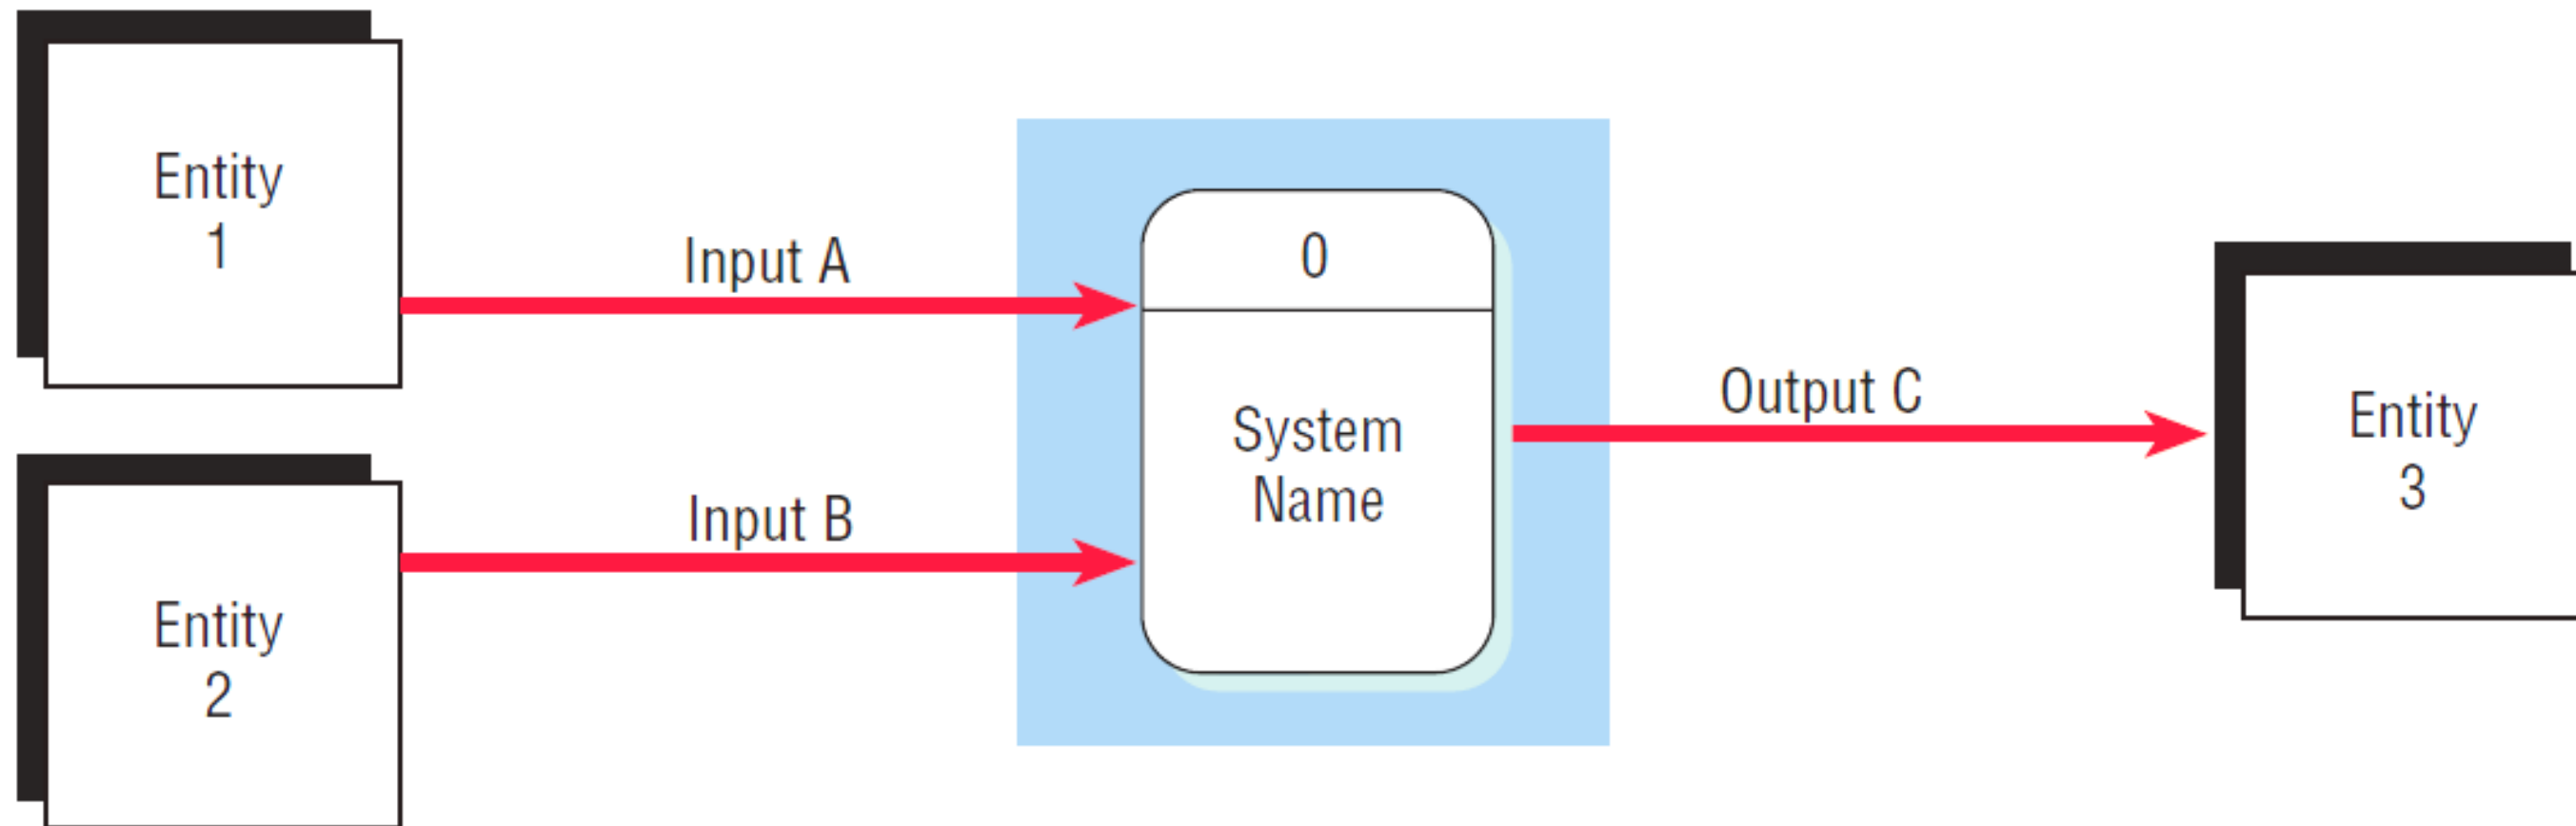 Entity
1
Input A
Entity
2
Input B
0
System
Name
Output C
Entity
3